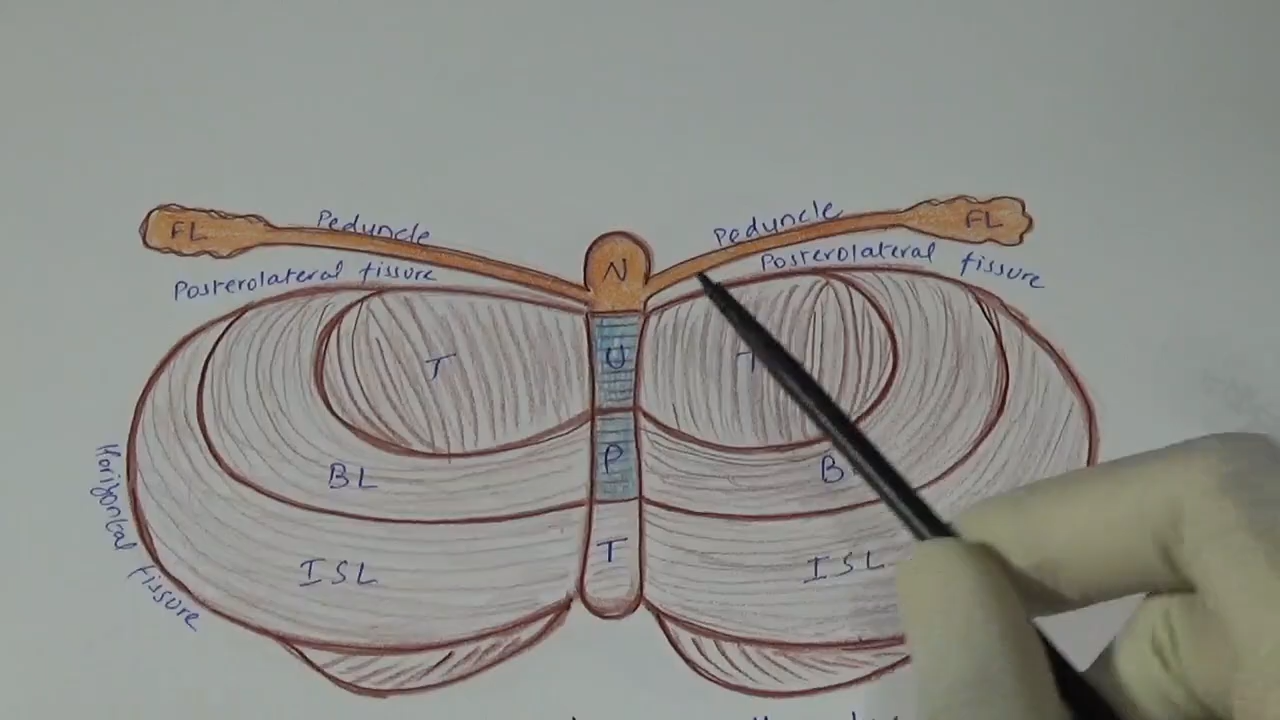 FL
Peduncle
Peduncle
FL
N
Posterolateral fissure
Posterolateral fissure
T
U
T
BL
P
B
Horizontal fissure
ISL
T
ISL